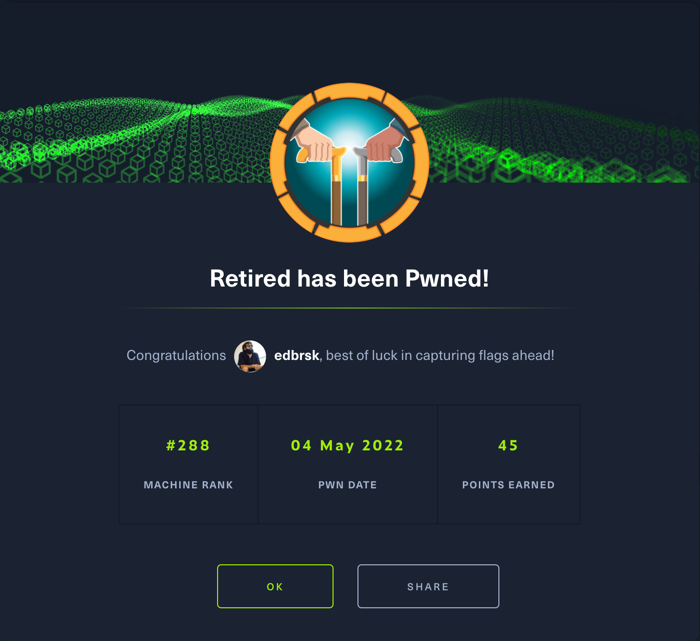 Retired has been Pwned!
Congratulations edbrsk, best of luck in capturing flags ahead!
#288 04 May 2022 45
MACHINE RANK PWN DATE POINTS EARNED
OK SHARE